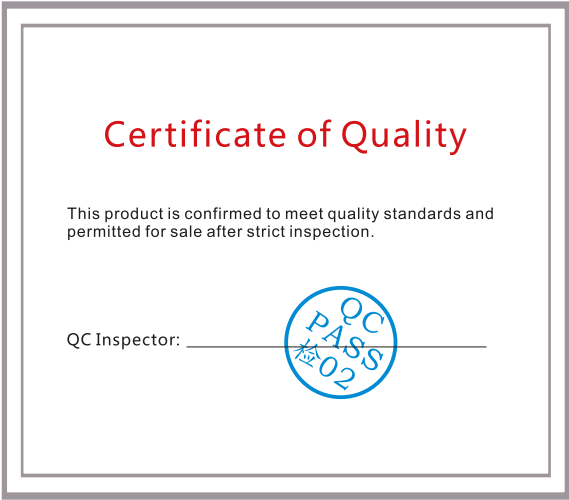 Certificate of Quality
This product is confirmed to meet quality standards and
permitted for sale after strict inspection.
QC Inspector:
QC
PASS
检02